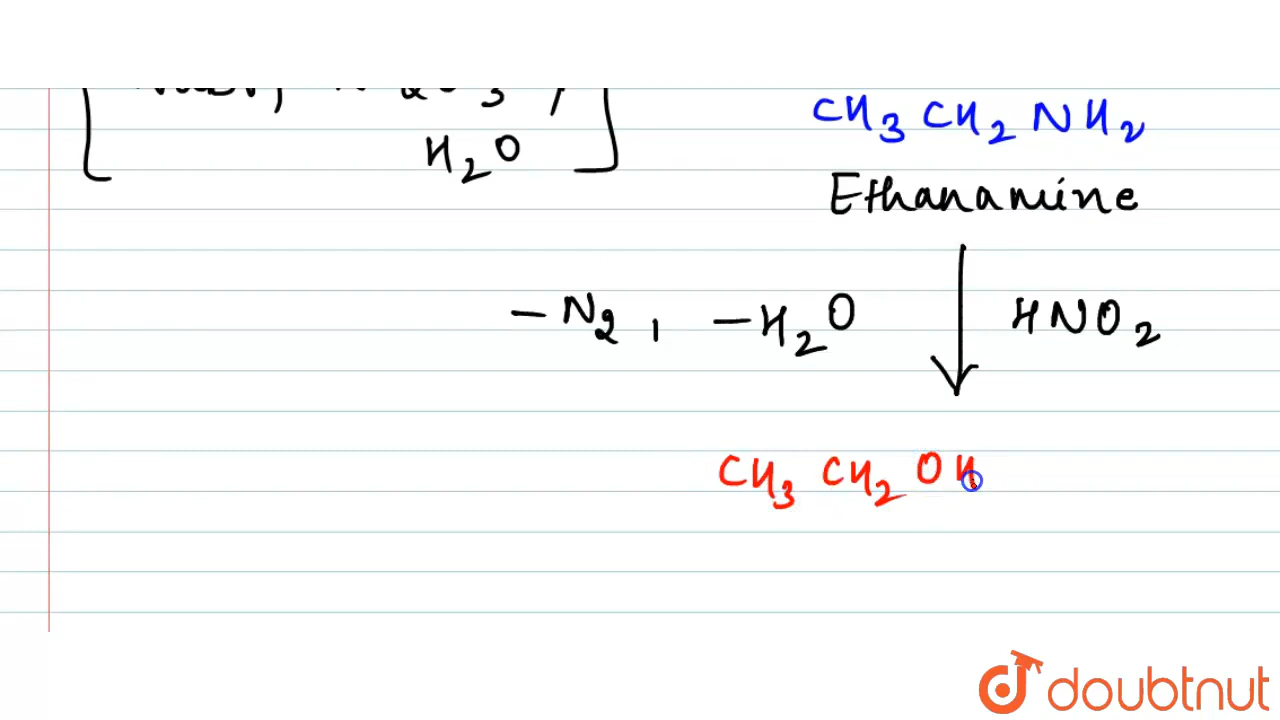 H₂O
CH₃CH₂NH₂
Ethanamine
– N₂, – H₂O
HNO₂
CH₃CH₂OH
doubtnut